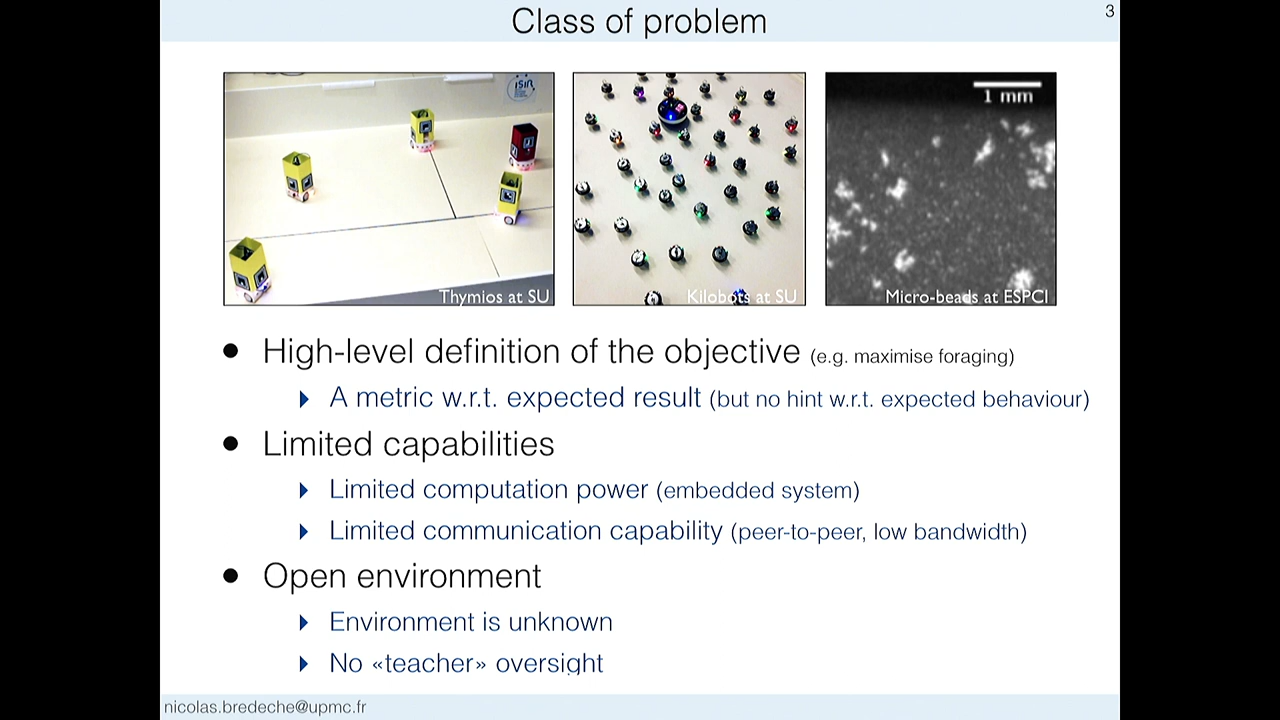 Class of problem
3
ISIR
1 mm
Thymios at SU
Kilobots at SU
Micro-beads at ESPCI
● High-level definition of the objective (e.g. maximise foraging)
A metric w.r.t. expected result (but no hint w.r.t. expected behaviour)
● Limited capabilities
Limited computation power (embedded system)
Limited communication capability (peer-to-peer, low bandwidth)
● Open environment
Environment is unknown
No «teacher» oversight
nicolas.bredeche@upmc.fr